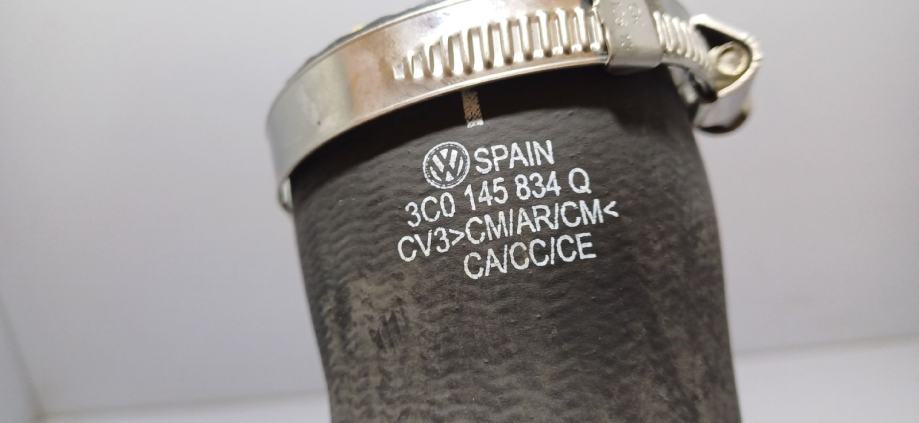 SPAIN
3C0 145 834 Q
CV3>CM/AR/CM<
CA/CC/CE